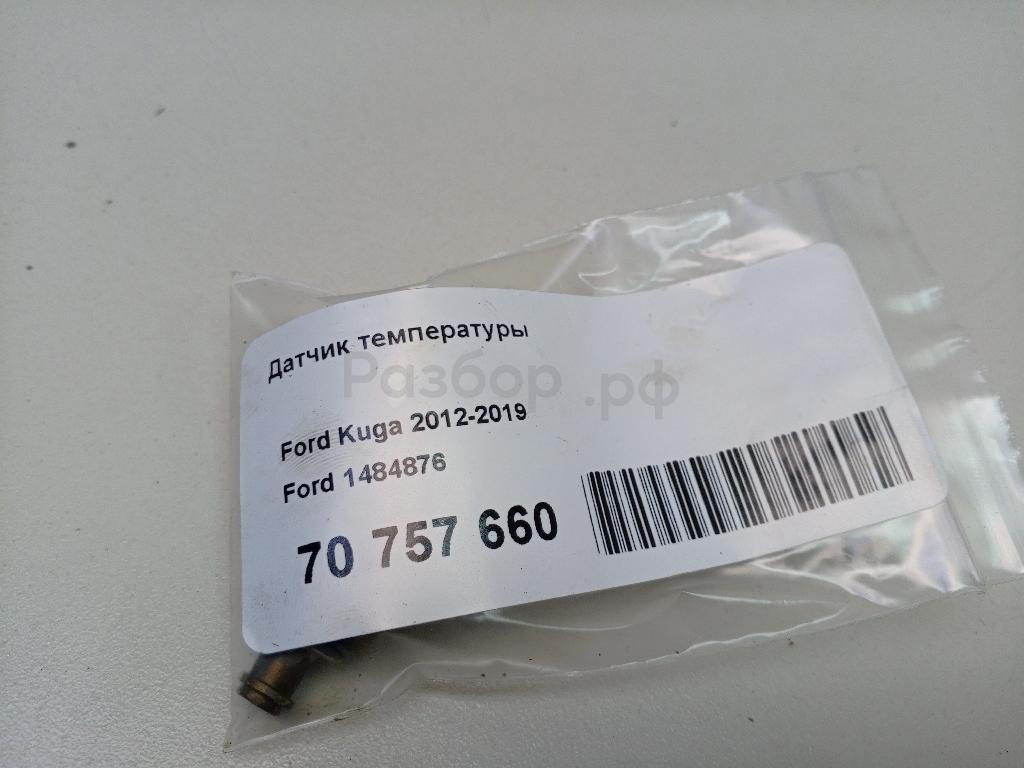 Датчик температуры
Разбор.рф
Ford Kuga 2012-2019
Ford 1484876
70 757 660